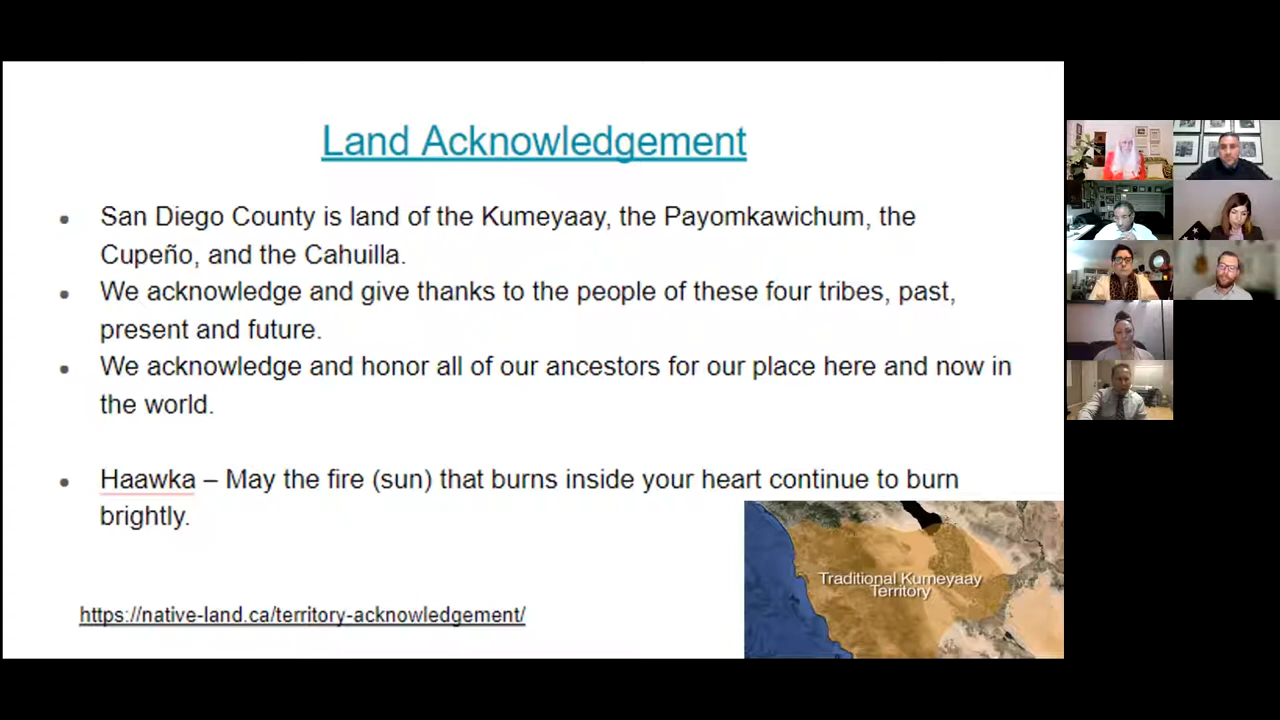 Land Acknowledgement
San Diego County is land of the Kumeyaay, the Payomkawichum, the
Cupeño, and the Cahuilla.
We acknowledge and give thanks to the people of these four tribes, past,
present and future.
We acknowledge and honor all of our ancestors for our place here and now in
the world.
Haawka – May the fire (sun) that burns inside your heart continue to burn
brightly.
Traditional Kumeyaay
Territory
https://native-land.ca/territory-acknowledgement/